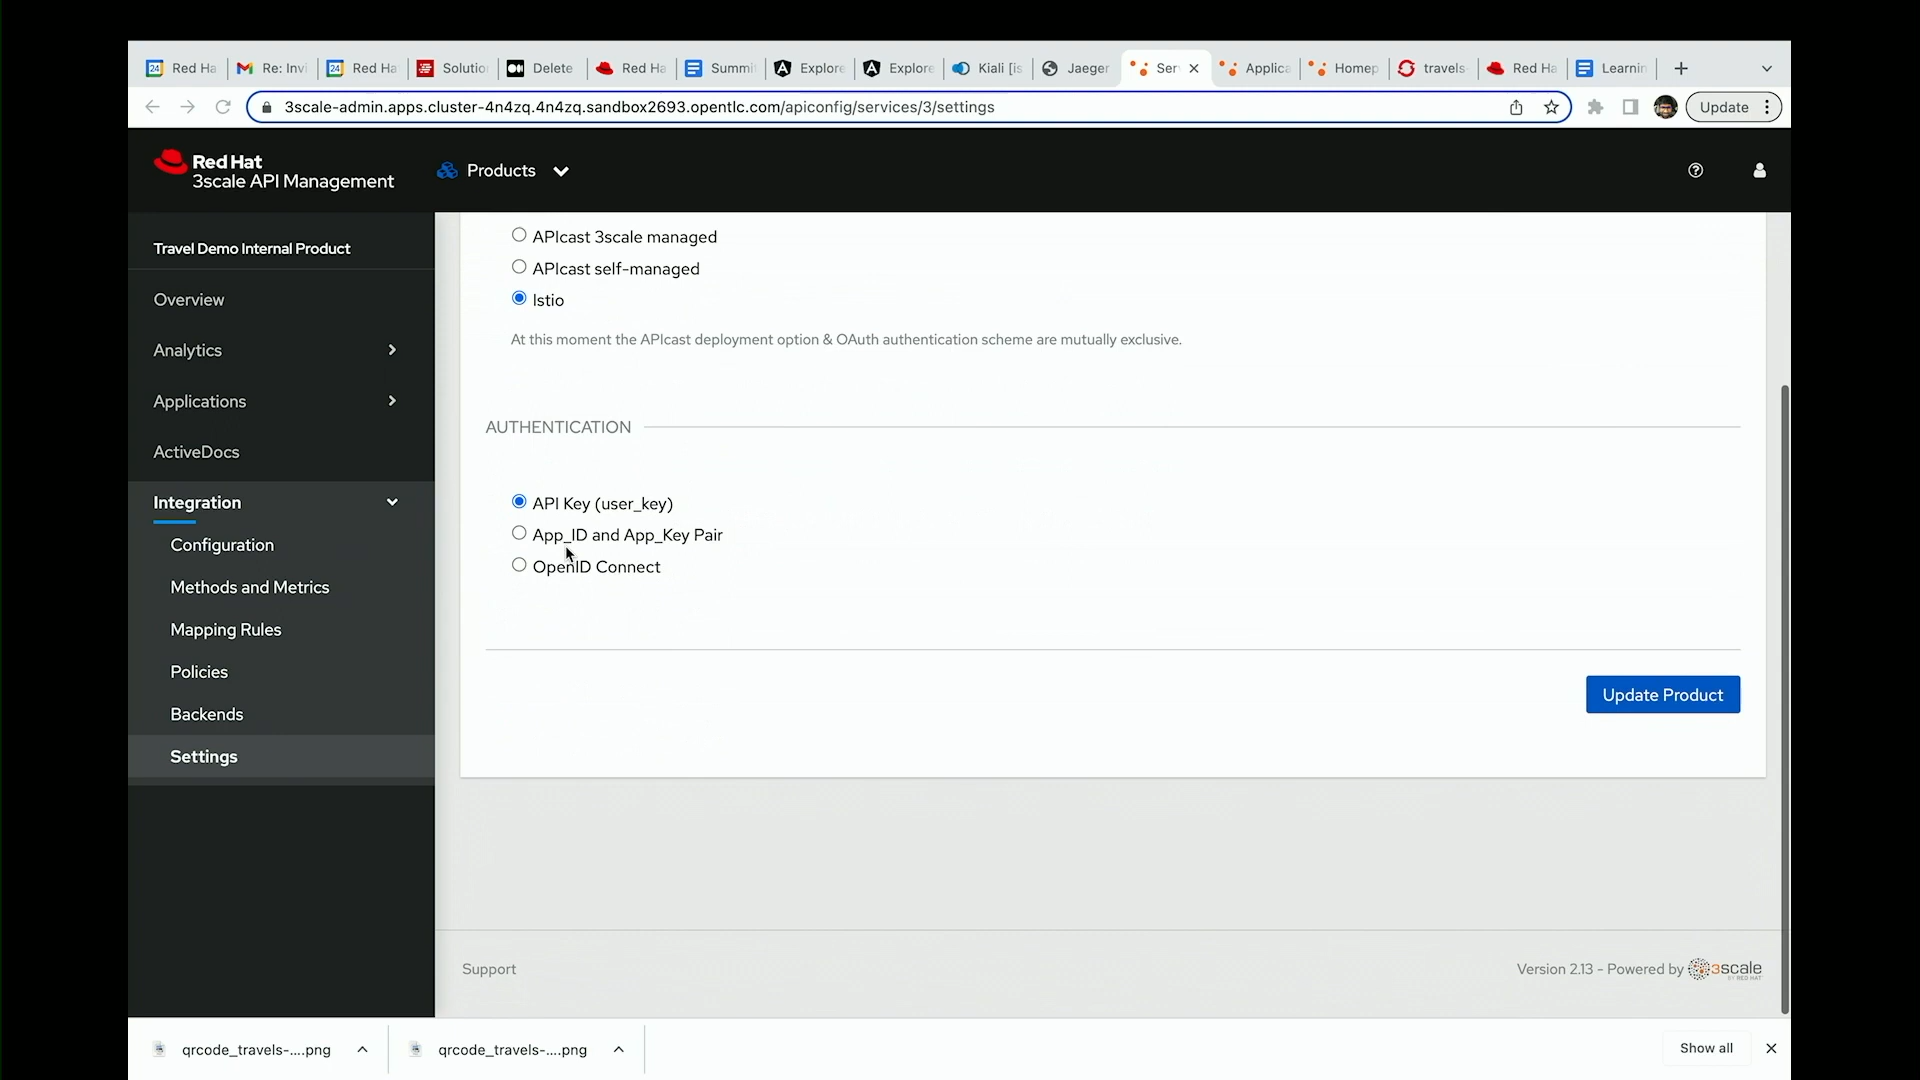 24 Red Ha
Re: Invi
24 Red Ha
Solutio
Delete
Red Ha
Summi
Explore
Explore
Kiali [is
Jaeger
Ser
Applica
Homep
travels
Red Ha
Learnin
3scale-admin.apps.cluster-4n4zq.4n4zq.sandbox2693.opentlc.com/apiconfig/services/3/settings
Update
Red Hat
3scale API Management
Products
Travel Demo Internal Product
Overview
Analytics
Applications
ActiveDocs
Integration
Configuration
Methods and Metrics
Mapping Rules
Policies
Backends
Settings
APIcast 3scale managed
APIcast self-managed
Istio
At this moment the APIcast deployment option & OAuth authentication scheme are mutually exclusive.
AUTHENTICATION
API Key (user_key)
App_ID and App_Key Pair
OpenID Connect
Update Product
Support
Version 2.13 - Powered by 3scale
BY RED HAT
qrcode_travels-....png
qrcode_travels-....png
Show all